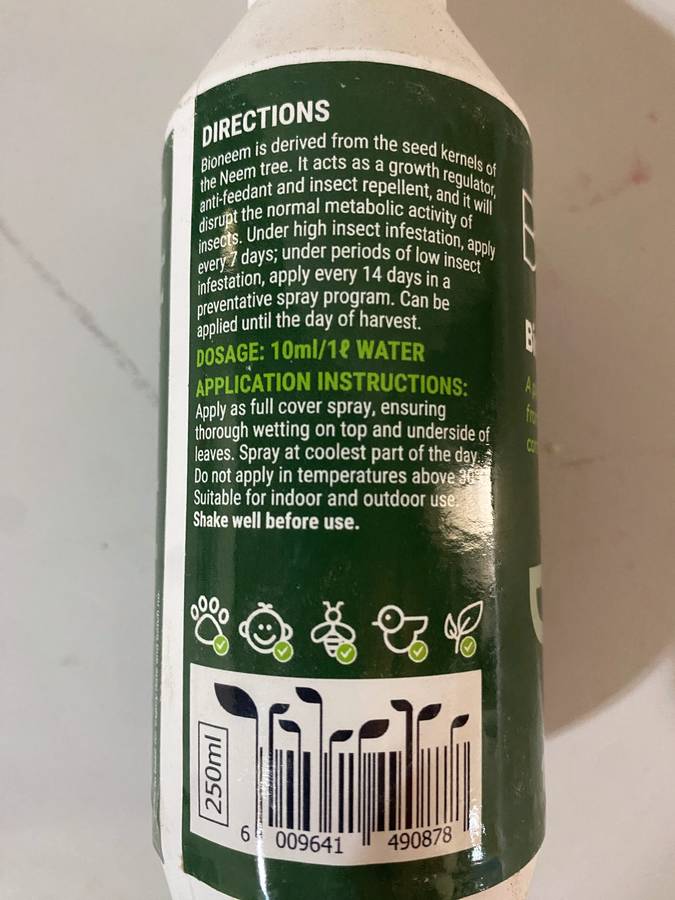 DIRECTIONS
Bioneem is derived from the seed kernels of
the Neem tree. It acts as a growth regulator,
anti-feedant and insect repellent, and it will
disrupt the normal metabolic activity of
insects. Under high insect infestation, apply
every 7 days; under periods of low insect
infestation, apply every 14 days in a
preventative spray program. Can be
applied until the day of harvest.
DOSAGE: 10ml/1ℓ WATER
APPLICATION INSTRUCTIONS:
Apply as full cover spray, ensuring
thorough wetting on top and underside of
leaves. Spray at coolest part of the day.
Do not apply in temperatures above
Suitable for indoor and outdoor use.
Shake well before use.
250ml
6 009641 490878